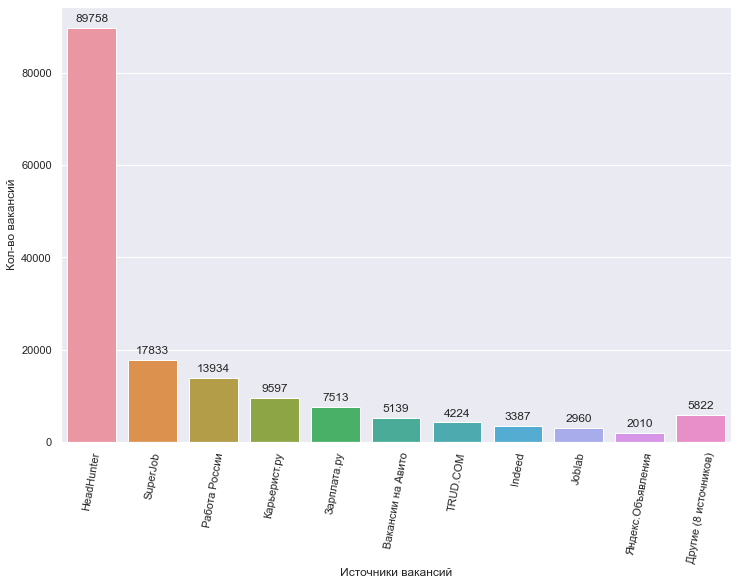 89758
80000
60000
Кол-во вакансий
40000
20000
0
17833
13934
9597
7513
5139
4224
3387
2960
2010
5822
HeadHunter
SuperJob
Работа России
Карьерист.ру
Зарплата.ру
Вакансии на Авито
TRUD.COM
Indeed
Joblab
Яндекс.Объявления
Другие (8 источников)
Источники вакансий